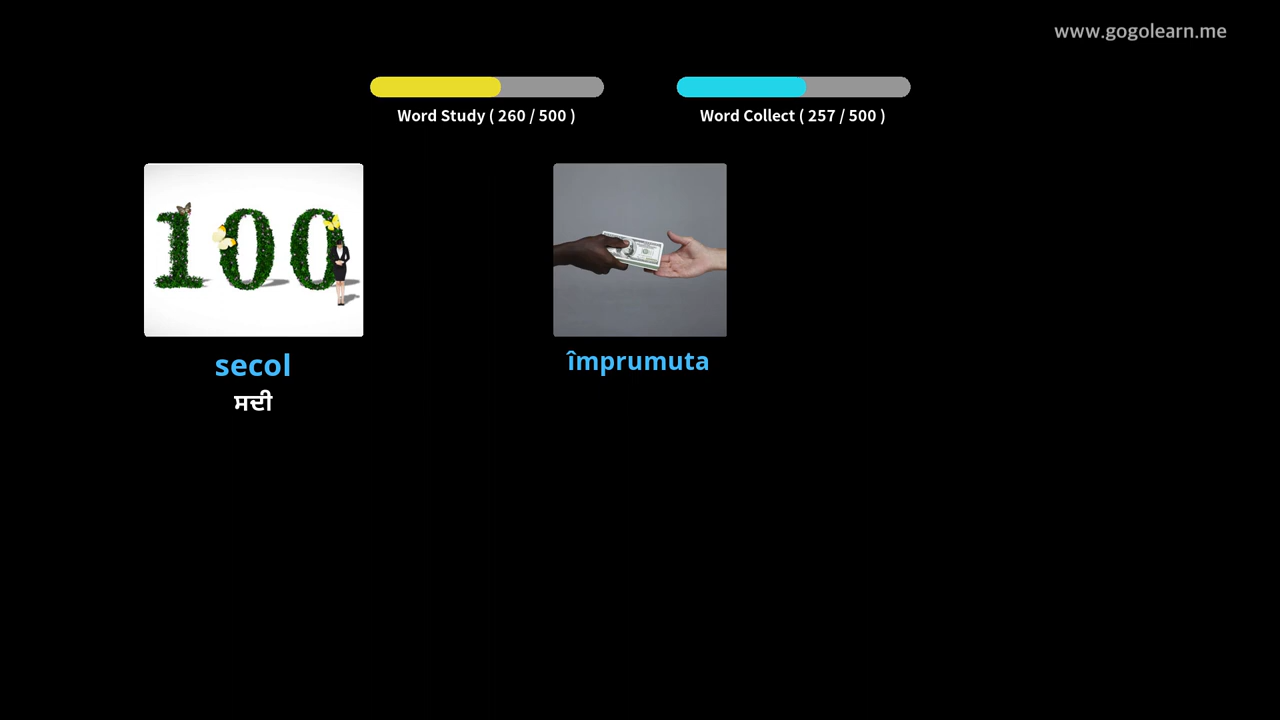 www.gogolearn.me
Word Study ( 260 / 500 )
Word Collect ( 257 / 500 )
100
secol
ਸਦੀ
împrumuta